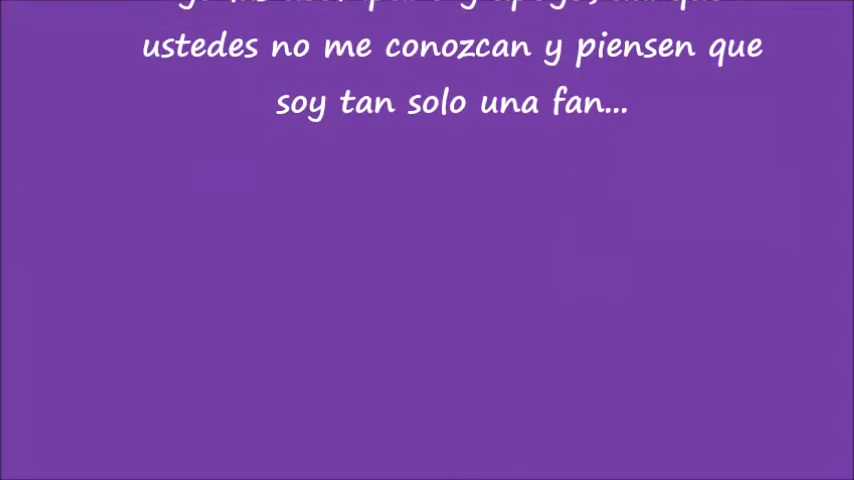 ustedes no me conozcan y piensen que
soy tan solo una fan...